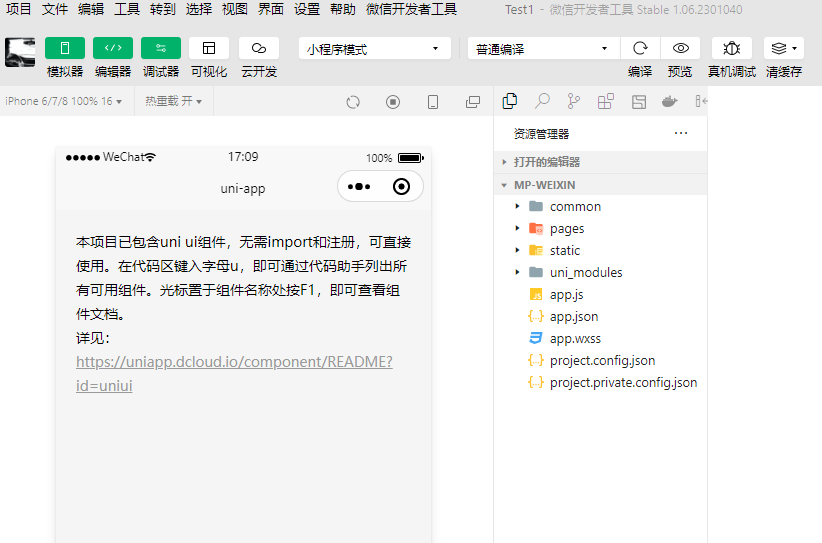 项目 文件 编辑 工具 转到 选择 视图 界面 设置 帮助 微信开发者工具 Test1 - 微信开发者工具 Stable 1.06.2301040
小程序模式 普通编译
模拟器 编辑器 调试器 可视化 云开发 编译 预览 真机调试 清缓存
iPhone 6/7/8 100% 16 热重载 开
资源管理器
打开的编辑器
MP-WEIXIN
common
pages
static
uni_modules
app.js
app.json
app.wxss
project.config.json
project.private.config.json
WeChat 17:09 100%
uni-app
本项目已包含uni ui组件，无需import和注册，可直接
使用。在代码区键入字母u，即可通过代码助手列出所
有可用组件。光标置于组件名称处按F1，即可查看组
件文档。
详见：
https://uniapp.dcloud.io/component/README?
id=uniui